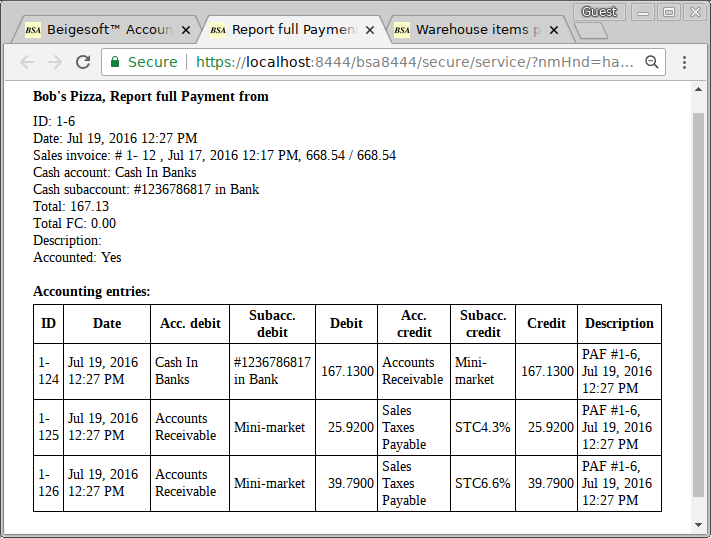 Guest
BSA Beigesoft™ Accoun
BSA Report full Paymen
BSA Warehouse items p
Secure https://localhost:8444/bsa8444/secure/service/?nmHnd=ha...
Bob's Pizza, Report full Payment from
ID: 1-6
Date: Jul 19, 2016 12:27 PM
Sales invoice: # 1- 12 , Jul 17, 2016 12:17 PM, 668.54 / 668.54
Cash account: Cash In Banks
Cash subaccount: #1236786817 in Bank
Total: 167.13
Total FC: 0.00
Description:
Accounted: Yes
Accounting entries:
ID Date Acc. debit Subacc. debit Debit Acc. credit Subacc. credit Credit Description
1-124 Jul 19, 2016 12:27 PM Cash In Banks #1236786817 in Bank 167.1300 Accounts Receivable Mini-market 167.1300 PAF #1-6, Jul 19, 2016 12:27 PM
1-125 Jul 19, 2016 12:27 PM Accounts Receivable Mini-market 25.9200 Sales Taxes Payable STC4.3% 25.9200 PAF #1-6, Jul 19, 2016 12:27 PM
1-126 Jul 19, 2016 12:27 PM Accounts Receivable Mini-market 39.7900 Sales Taxes Payable STC6.6% 39.7900 PAF #1-6, Jul 19, 2016 12:27 PM